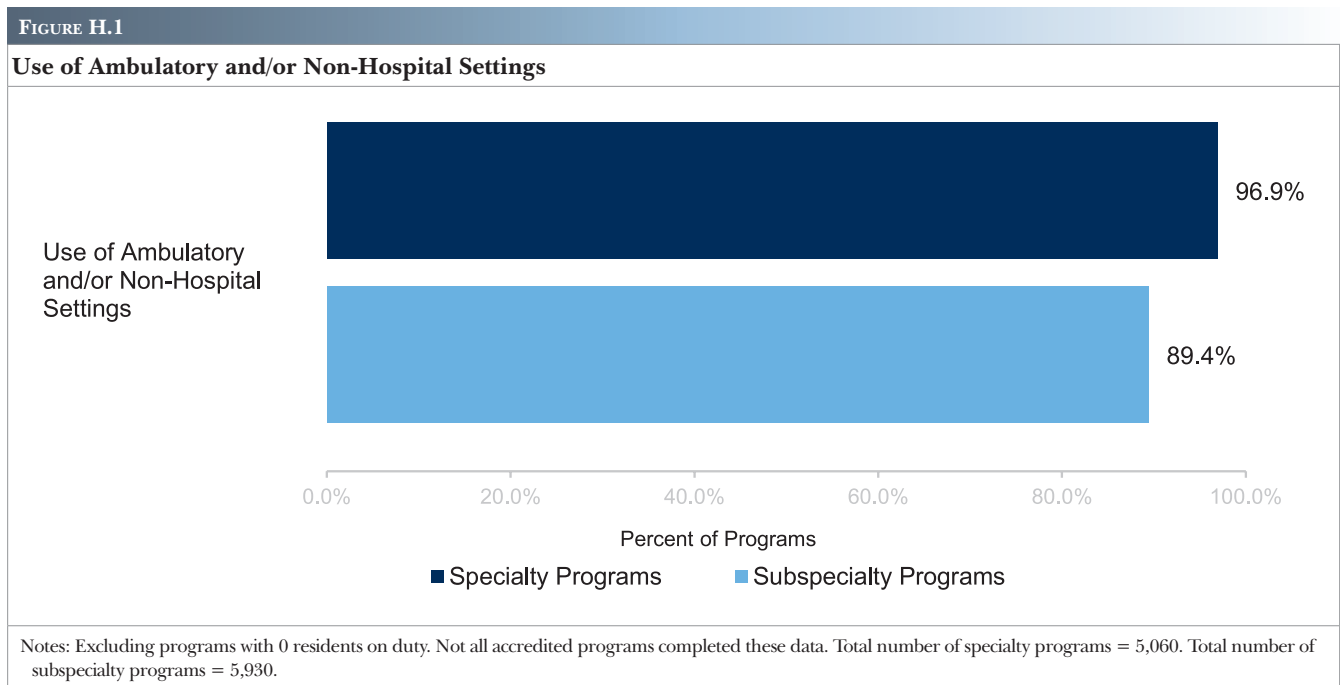 FIGURE H.1
Use of Ambulatory and/or Non-Hospital Settings
96.9%
Use of Ambulatory
and/or Non-Hospital
Settings
89.4%
0.0% 20.0% 40.0% 60.0% 80.0% 100.0%
Percent of Programs
Specialty Programs Subspecialty Programs
Notes: Excluding programs with 0 residents on duty. Not all accredited programs completed these data. Total number of specialty programs = 5,060. Total number of
subspecialty programs = 5,930.